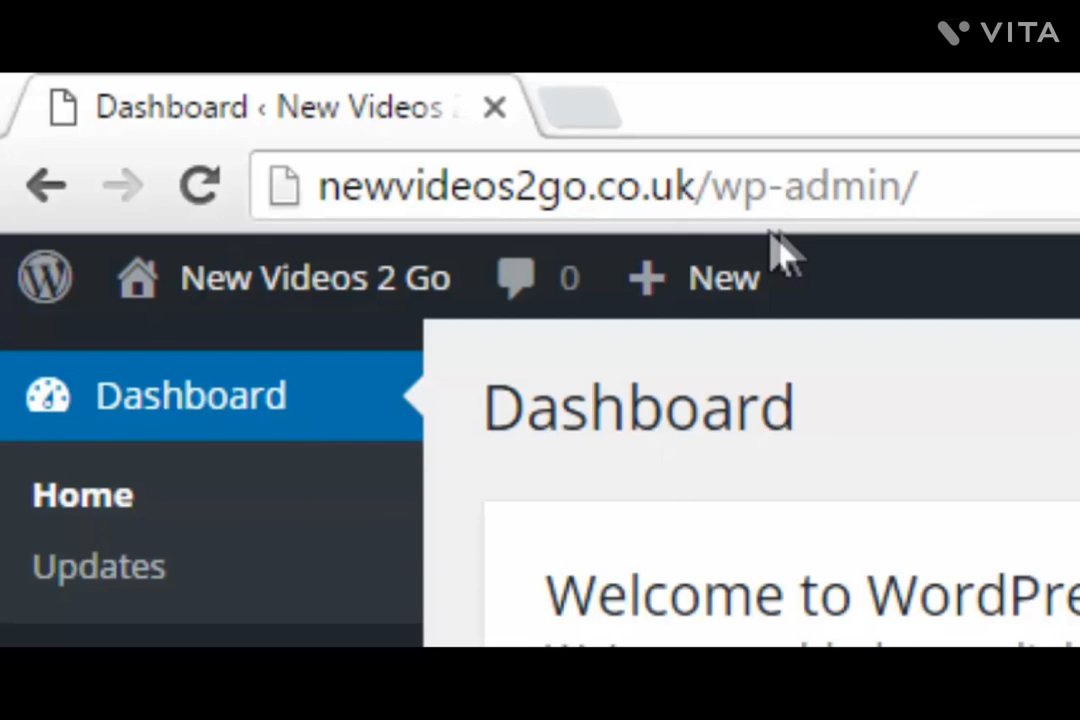 VITA
Dashboard ‹ New Videos
newvideos2go.co.uk/wp-admin/
New Videos 2 Go 0 New
Dashboard
Dashboard
Home
Updates
Welcome to WordPre